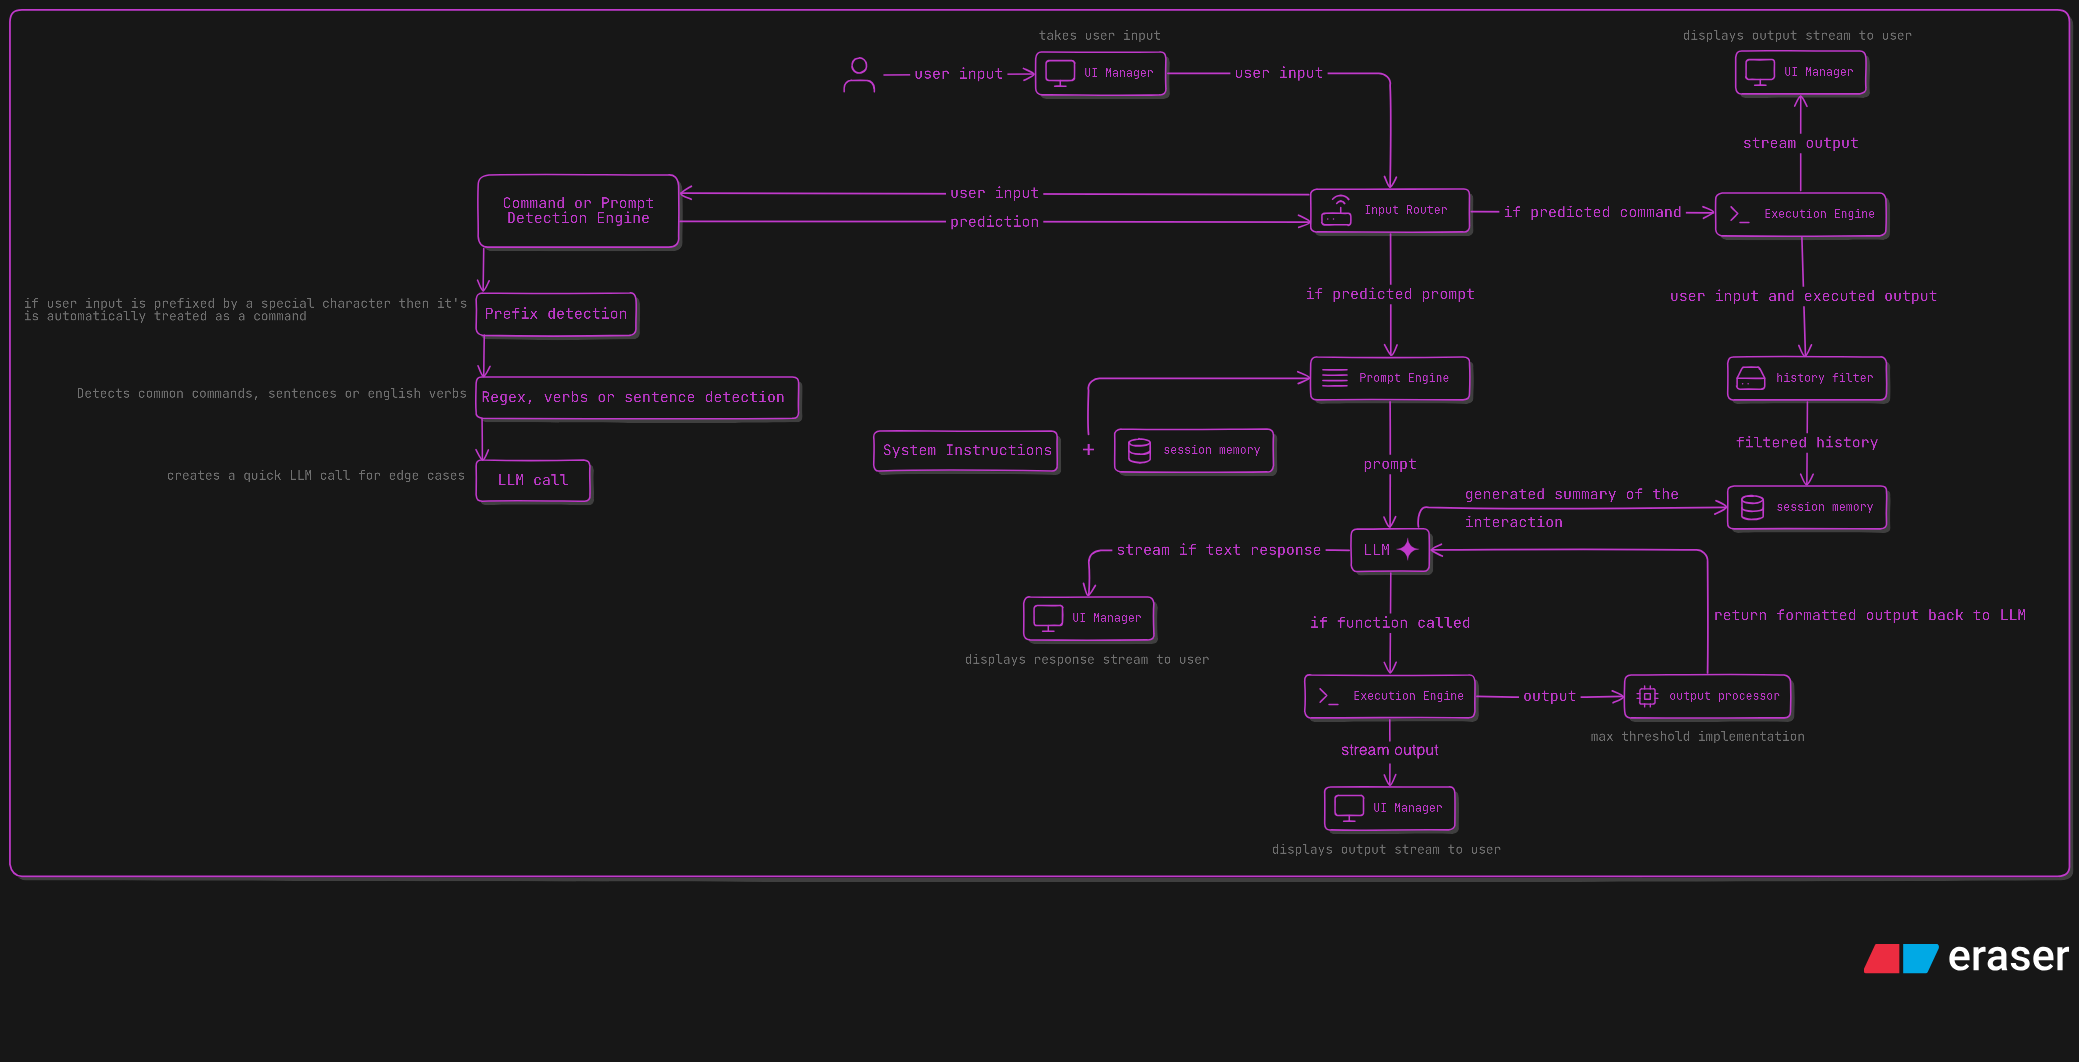 takes user input
displays output stream to user
user input
UI Manager
user input
UI Manager
stream output
Command or Prompt
Detection Engine
user input
prediction
Input Router
if predicted command
Execution Engine
if predicted prompt
user input and executed output
if user input is prefixed by a special character then it's
is automatically treated as a command
Prefix detection
Prompt Engine
history filter
Detects common commands, sentences or english verbs
Regex, verbs or sentence detection
filtered history
System Instructions
+
session memory
prompt
creates a quick LLM call for edge cases
LLM call
generated summary of the
interaction
session memory
stream if text response
LLM
UI Manager
if function called
return formatted output back to LLM
displays response stream to user
Execution Engine
output
output processor
max threshold implementation
stream output
UI Manager
displays output stream to user
eraser